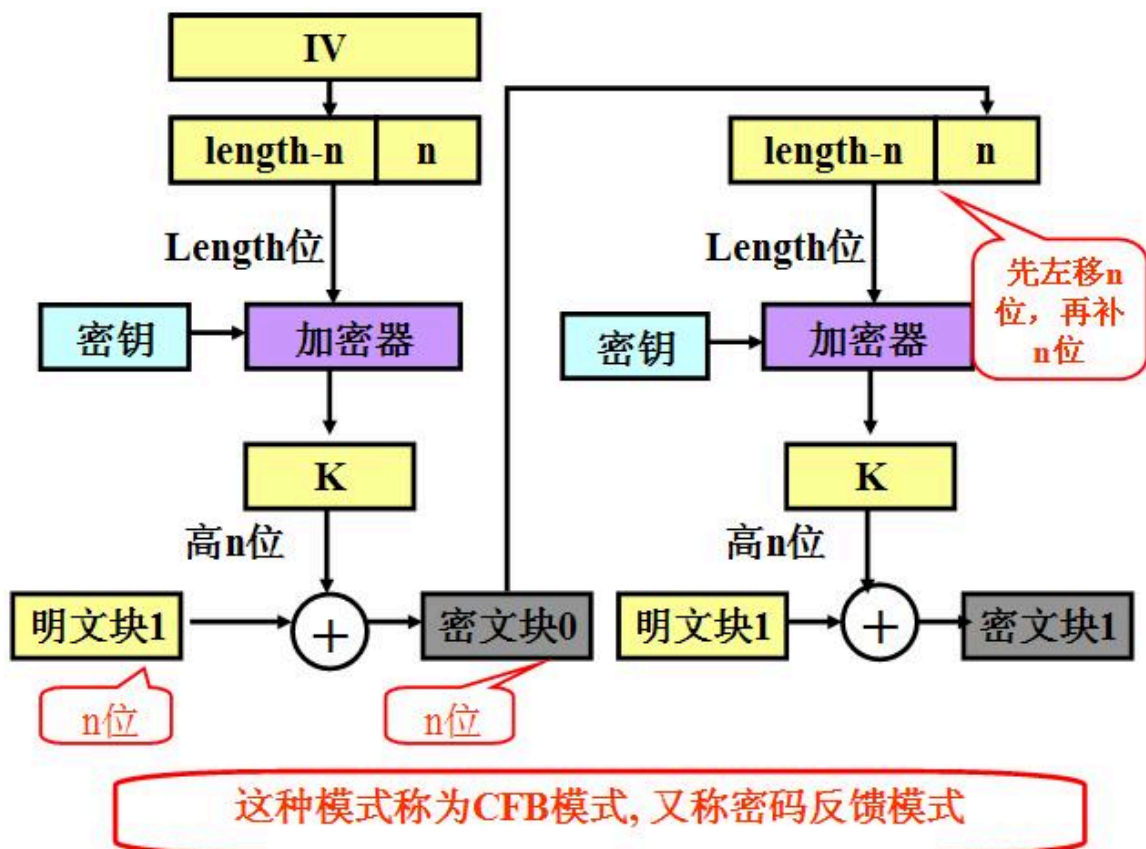 IV
length-n n
length-n n
Length位
Length位
先左移n
位，再补
n位
密钥
加密器
密钥
加密器
K
K
高n位
高n位
明文块1
+
密文块0
明文块1
+
密文块1
n位
n位
这种模式称为CFB模式, 又称密码反馈模式